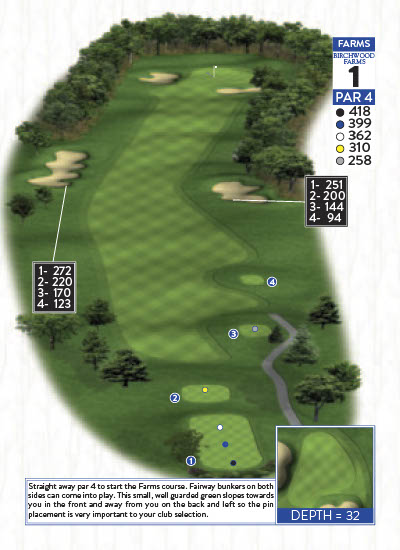 FARMS
BIRCHWOOD
FARMS
1
PAR 4
418
399
362
310
258
1- 251
2- 200
3- 144
4- 94
1- 272
2- 220
3- 170
4- 123
4
3
2
1
Straight away par 4 to start the Farms course. Fairway bunkers on both
sides can come into play. This small, well guarded green slopes towards
you in the front and away from you on the back and left so the pin
placement is very important to your club selection.
DEPTH = 32